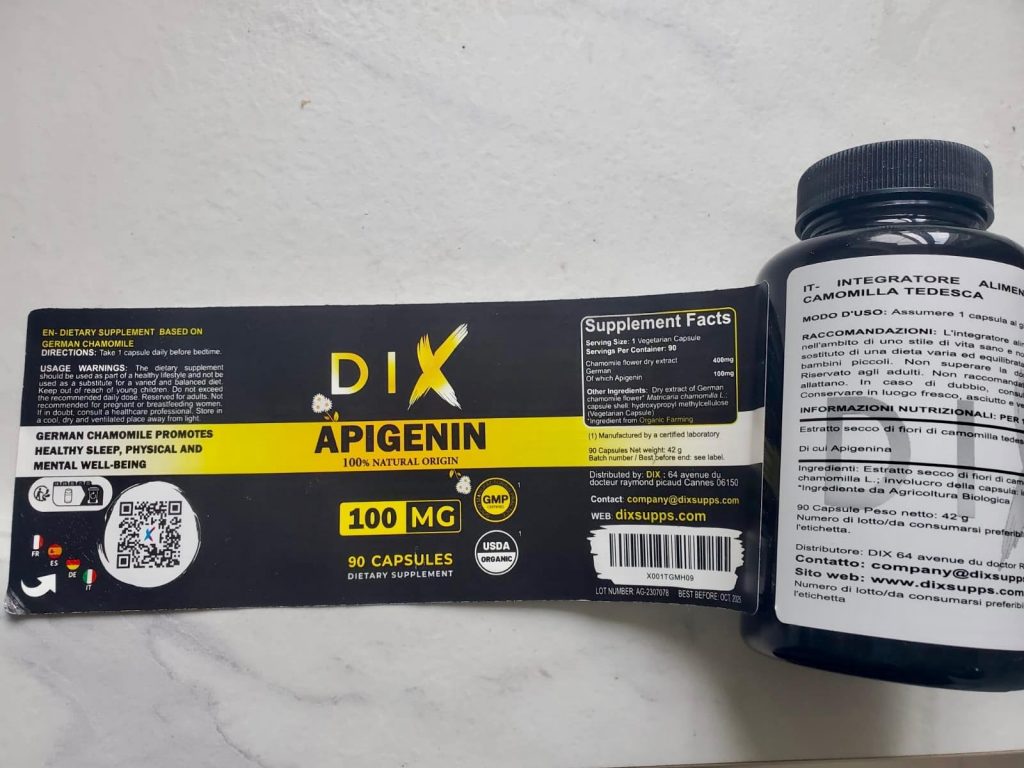 EN- DIETARY SUPPLEMENT BASED ON
GERMAN CHAMOMILE
DIRECTIONS: Take 1 capsule daily before bedtime.
USAGE WARNINGS: The dietary supplement
should be used as part of a healthy lifestyle and not be
used as a substitute for a varied and balanced diet.
Keep out of reach of young children. Do not exceed
the recommended daily dose. Reserved for adults. Not
recommended for pregnant or breastfeeding women.
If in doubt, consult a healthcare professional. Store in
a cool, dry and ventilated place away from light.
GERMAN CHAMOMILE PROMOTES
HEALTHY SLEEP, PHYSICAL AND
MENTAL WELL-BEING
FR
ES
DE
IT
DIX
APIGENIN
100% NATURAL ORIGIN
100 MG
90 CAPSULES
DIETARY SUPPLEMENT
GMP
CERTIFIED
1
USDA
ORGANIC
1
Supplement Facts
Serving Size: 1 Vegetarian Capsule
Servings Per Container: 90
Chamomile flower dry extract 400mg
German
Of which Apigenin 100mg
Other Ingredients: Dry extract of German
chamomile flower* Matricaria chamomilla L.;
capsule shell: hydroxypropyl methylcellulose
(Vegetarian Capsule)
*Ingredient from Organic Farming
(1) Manufactured by a certified laboratory
90 Capsules Net weight: 42 g
Batch number / Best before end: see label.
Distributed by: DIX : 64 avenue du
docteur raymond picaud Cannes 06150
Contact: company@dixsupps.com
WEB: dixsupps.com
X001TGMH09
LOT NUMBER: AG-2307078 BEST BEFORE: OCT. 2025
IT- INTEGRATORE ALIMEN
CAMOMILLA TEDESCA
MODO D'USO: Assumere 1 capsula al g
RACCOMANDAZIONI: L'integratore alim
nell'ambito di uno stile di vita sano e no
sostituto di una dieta varia ed equilibrat
bambini piccoli. Non superare la do
Riservato agli adulti. Non raccoman
allattano. In caso di dubbio, consul
Conservare in luogo fresco, asciutto e ve
INFORMAZIONI NUTRIZIONALI: PER
Estratto secco di fiori di camomilla tedes
Di cui Apigenina
Ingredienti: Estratto secco di fiori di cam
chamomilla L.; involucro della capsula: i
*Ingrediente da Agricoltura Biologica
90 Capsule Peso netto: 42 g
Numero di lotto/da consumarsi preferib
l'etichetta.
Distributore: DIX 64 avenue du doctor R
Contatto: company@dixsupp
Sito web: www.dixsupps.com
Numero di lotto/da consumarsi preferibil
l'etichetta
DIX